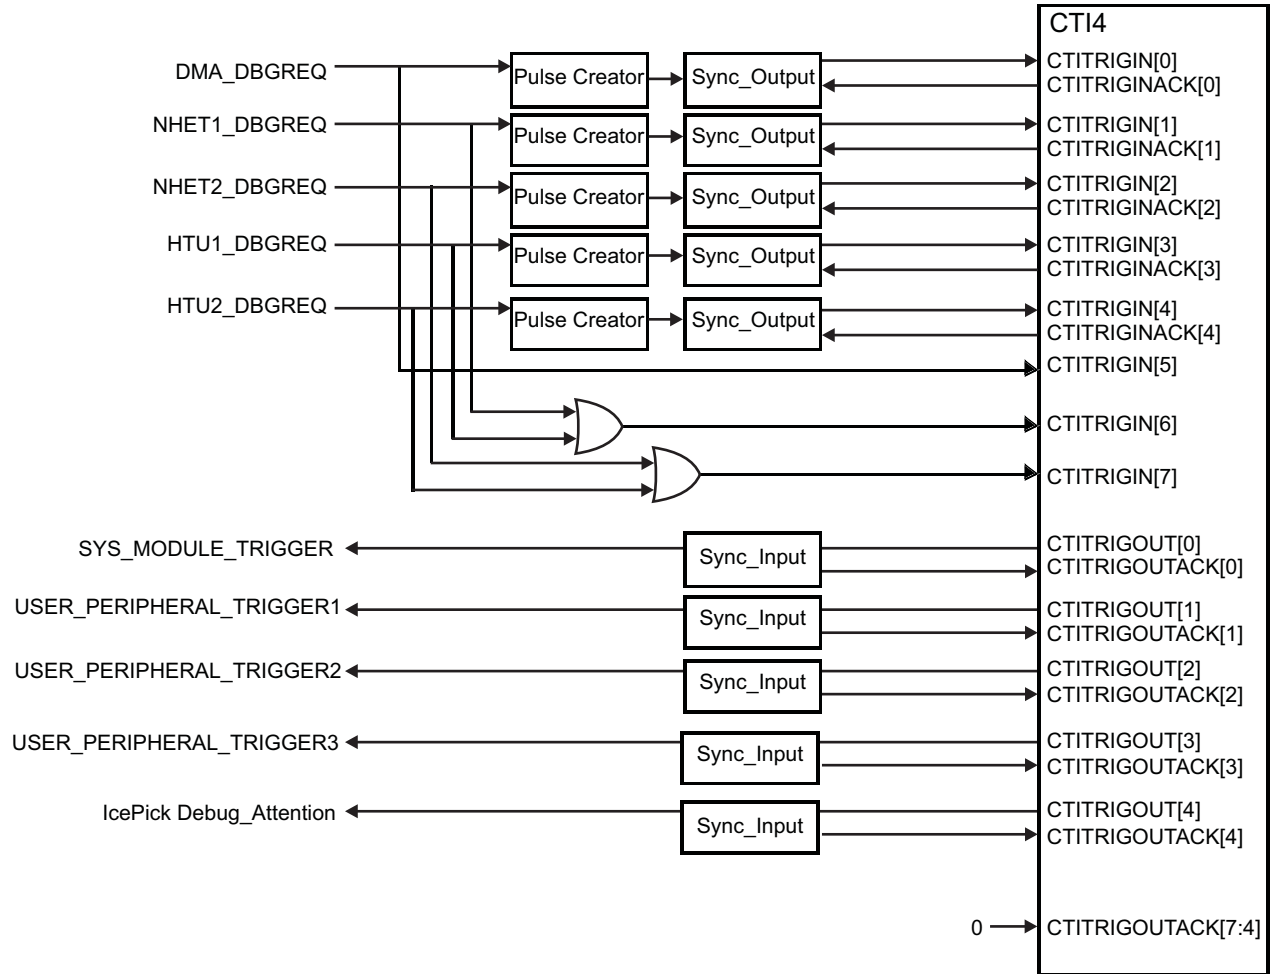 CTI4
DMA_DBGREQ
Pulse Creator
Sync_Output
CTITRIGIN[0]
CTITRIGINACK[0]
NHET1_DBGREQ
Pulse Creator
Sync_Output
CTITRIGIN[1]
CTITRIGINACK[1]
NHET2_DBGREQ
Pulse Creator
Sync_Output
CTITRIGIN[2]
CTITRIGINACK[2]
HTU1_DBGREQ
Pulse Creator
Sync_Output
CTITRIGIN[3]
CTITRIGINACK[3]
HTU2_DBGREQ
Pulse Creator
Sync_Output
CTITRIGIN[4]
CTITRIGINACK[4]
CTITRIGIN[5]
CTITRIGIN[6]
CTITRIGIN[7]
SYS_MODULE_TRIGGER
Sync_Input
CTITRIGOUT[0]
CTITRIGOUTACK[0]
USER_PERIPHERAL_TRIGGER1
Sync_Input
CTITRIGOUT[1]
CTITRIGOUTACK[1]
USER_PERIPHERAL_TRIGGER2
Sync_Input
CTITRIGOUT[2]
CTITRIGOUTACK[2]
USER_PERIPHERAL_TRIGGER3
Sync_Input
CTITRIGOUT[3]
CTITRIGOUTACK[3]
IcePick Debug_Attention
Sync_Input
CTITRIGOUT[4]
CTITRIGOUTACK[4]
0
CTITRIGOUTACK[7:4]